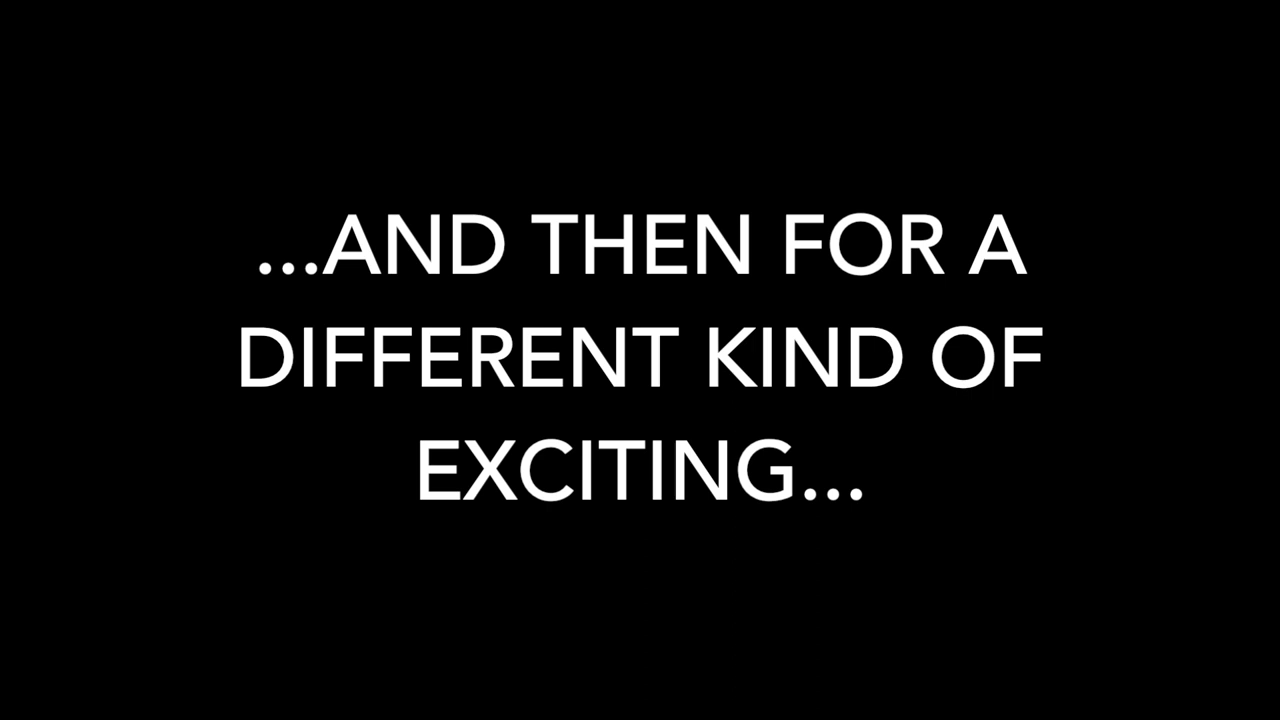 ...AND THEN FOR A
DIFFERENT KIND OF
EXCITING...